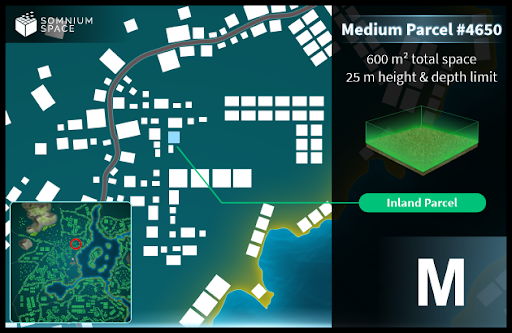 SOMNIUM
SPACE
Medium Parcel #4650
600 m² total space
25 m height & depth limit
Inland Parcel
M